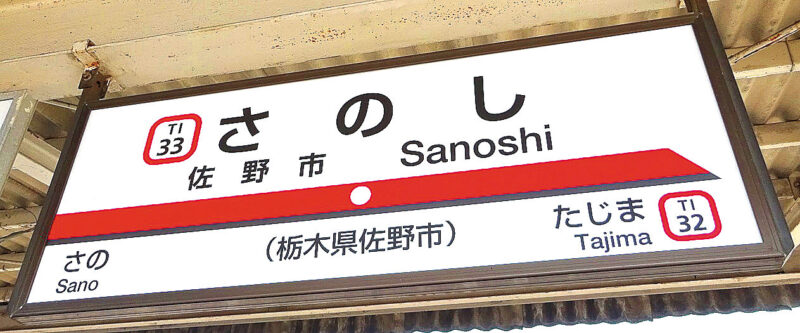 TI
33
さのし
佐野市
Sanoshi
さの
Sano
(栃木県佐野市)
たじま
Tajima
TI
32